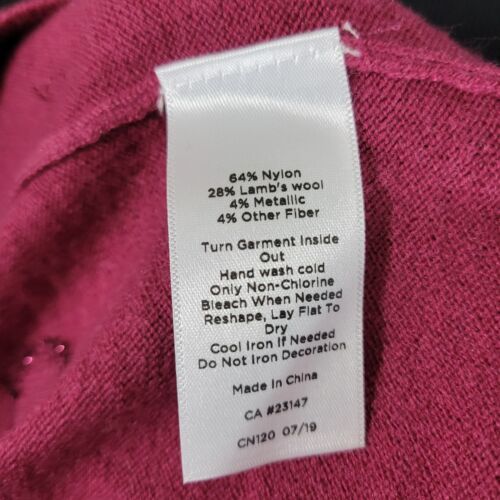 64% Nylon
28% Lamb's wool
4% Metallic
4% Other Fiber
Turn Garment Inside
Out
Hand wash cold
Only Non-Chlorine
Bleach When Needed
Reshape, Lay Flat To
Dry
Cool Iron If Needed
Do Not Iron Decoration
Made In China
CA #23147
CN120 07/19